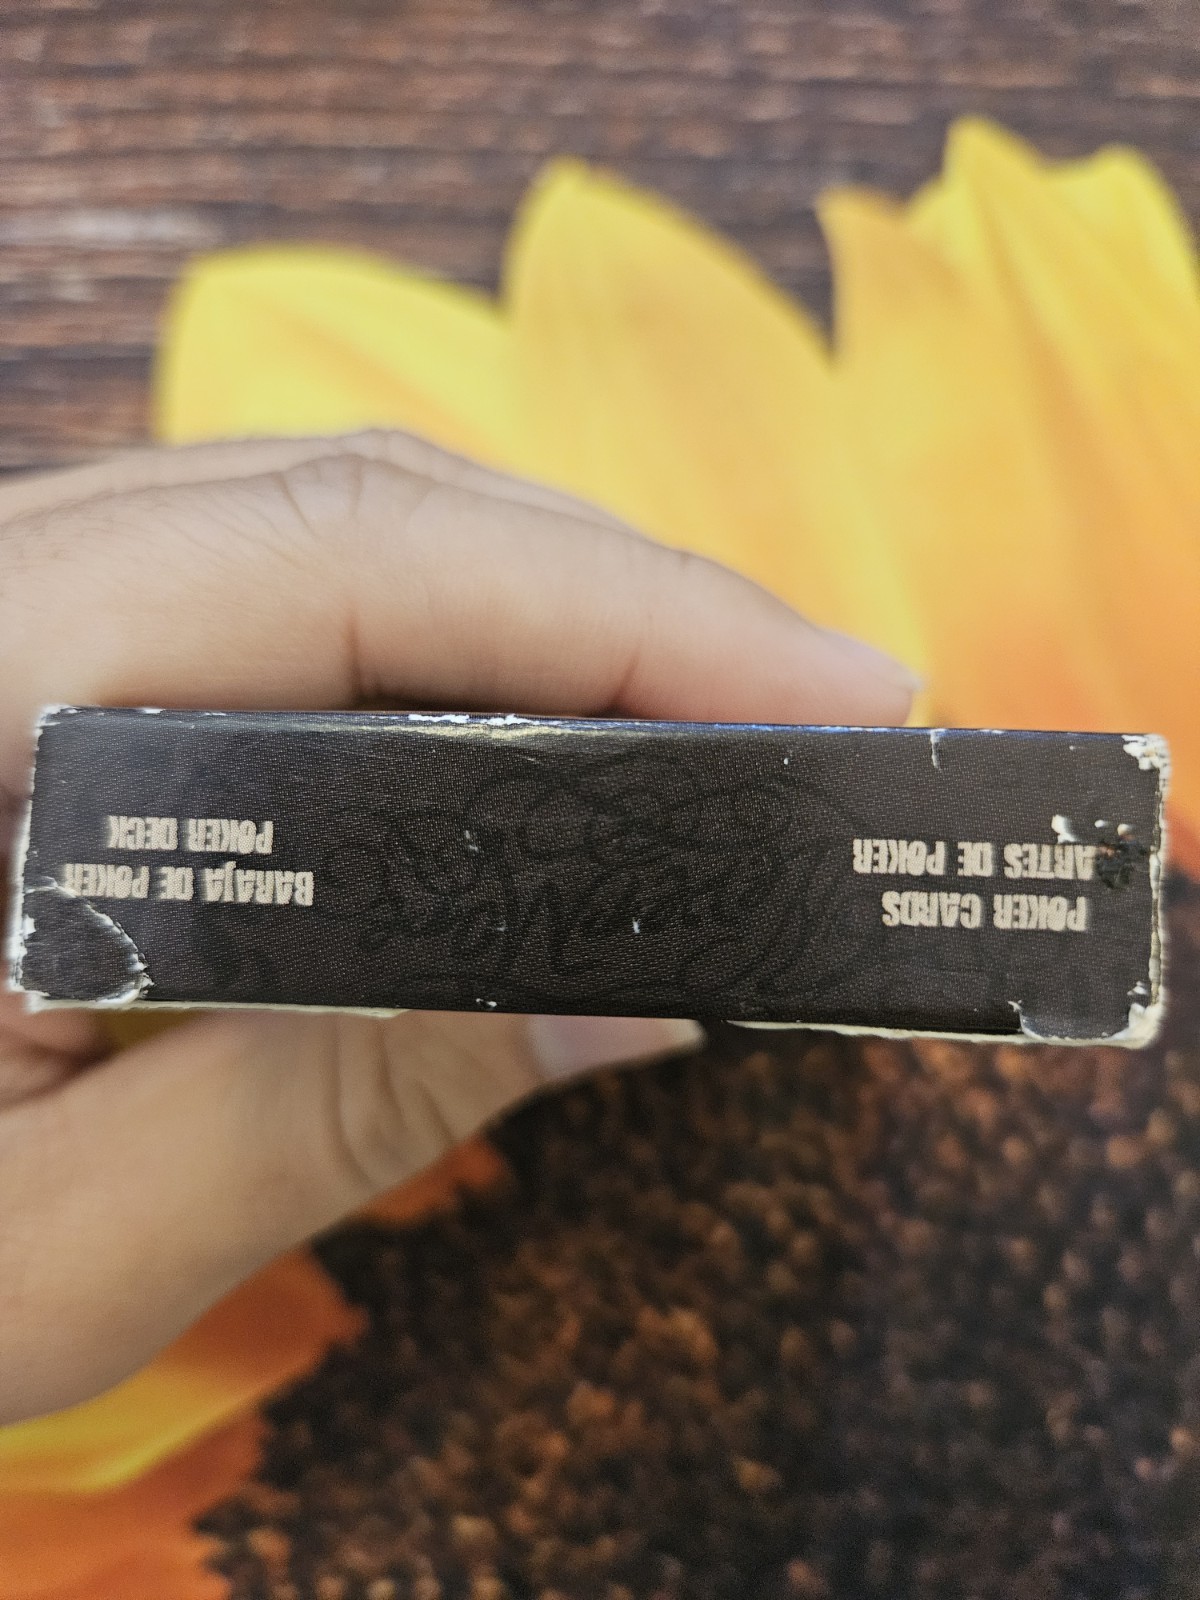 POKER CARDS
ARTES DE POKER
BARAJA DE POKER
POKER DECK